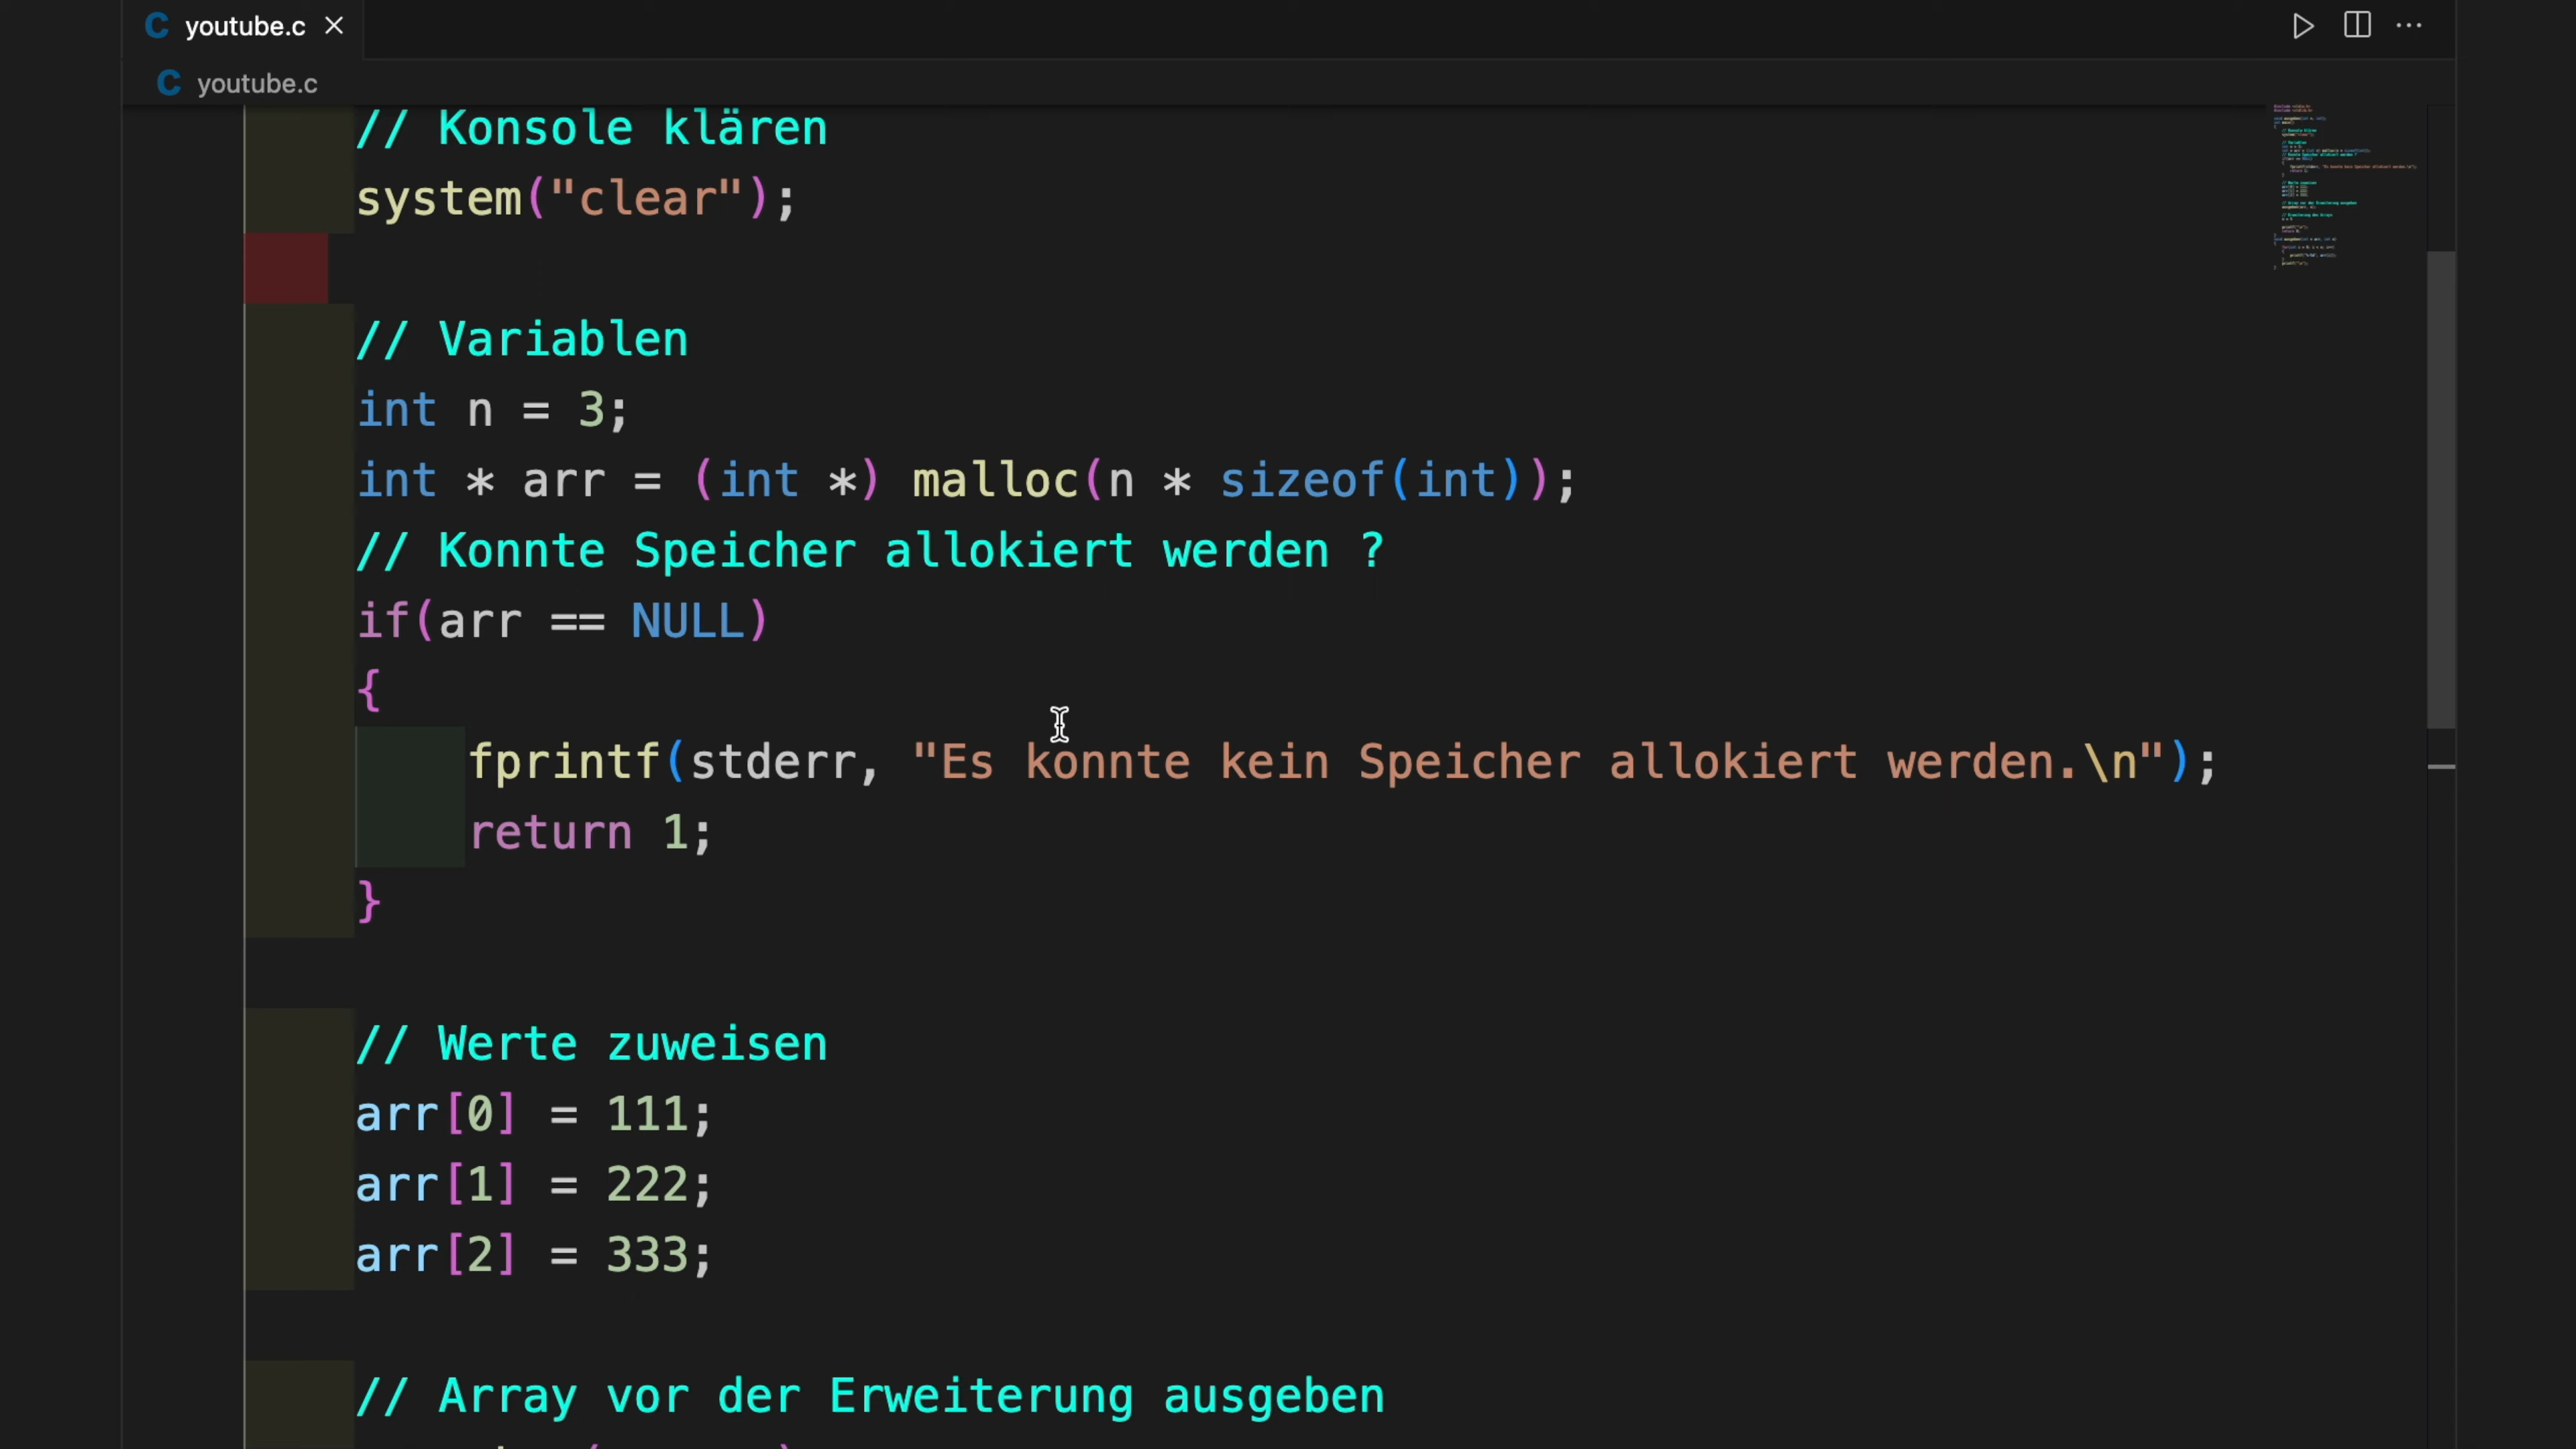 C youtube.c
C youtube.c
// Konsole klären
system("clear");
// Variablen
int n = 3;
int * arr = (int *) malloc(n * sizeof(int));
// Konnte Speicher allokiert werden ?
if(arr == NULL)
{
fprintf(stderr, "Es konnte kein Speicher allokiert werden.\n");
return 1;
}
// Werte zuweisen
arr[0] = 111;
arr[1] = 222;
arr[2] = 333;
// Array vor der Erweiterung ausgeben